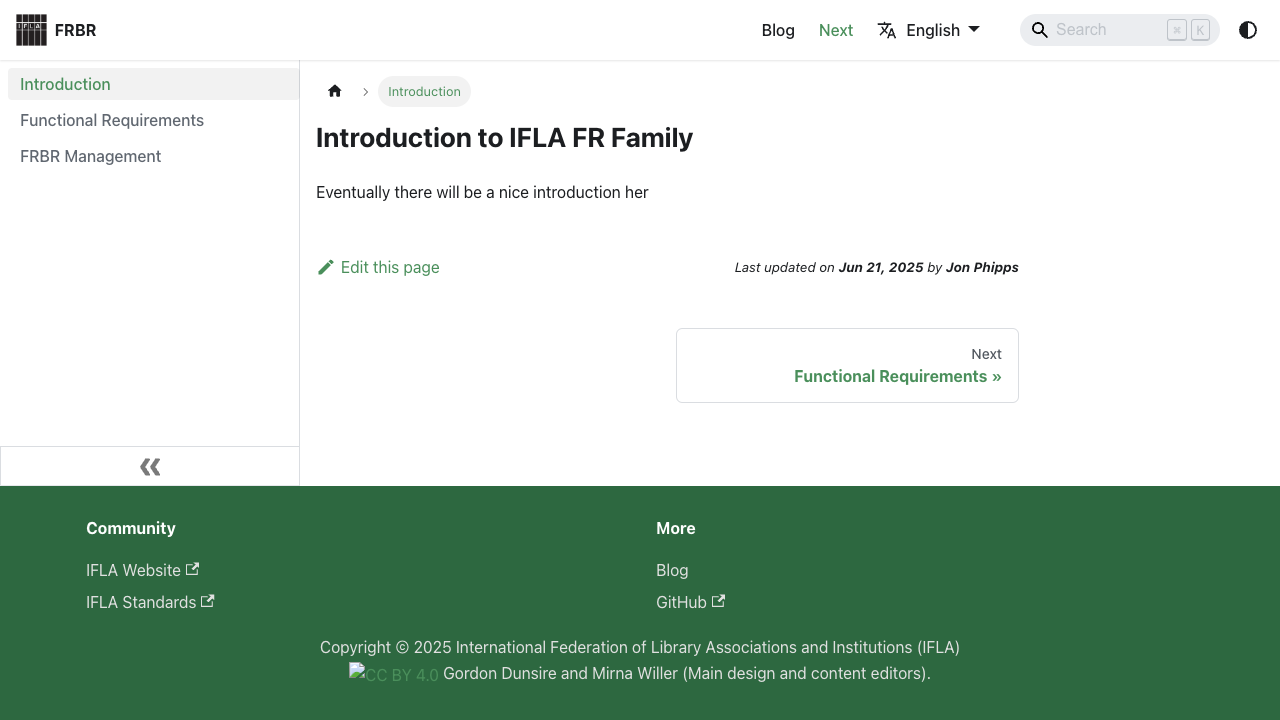 IFLA
FRBR
Blog
Next
English
Search
⌘ K
Introduction
Functional Requirements
FRBR Management
Introduction
Introduction to IFLA FR Family
Eventually there will be a nice introduction her
Edit this page
Last updated on Jun 21, 2025 by Jon Phipps
Next
Functional Requirements »
Community
IFLA Website
IFLA Standards
More
Blog
GitHub
Copyright © 2025 International Federation of Library Associations and Institutions (IFLA)
CC BY 4.0 Gordon Dunsire and Mirna Willer (Main design and content editors).